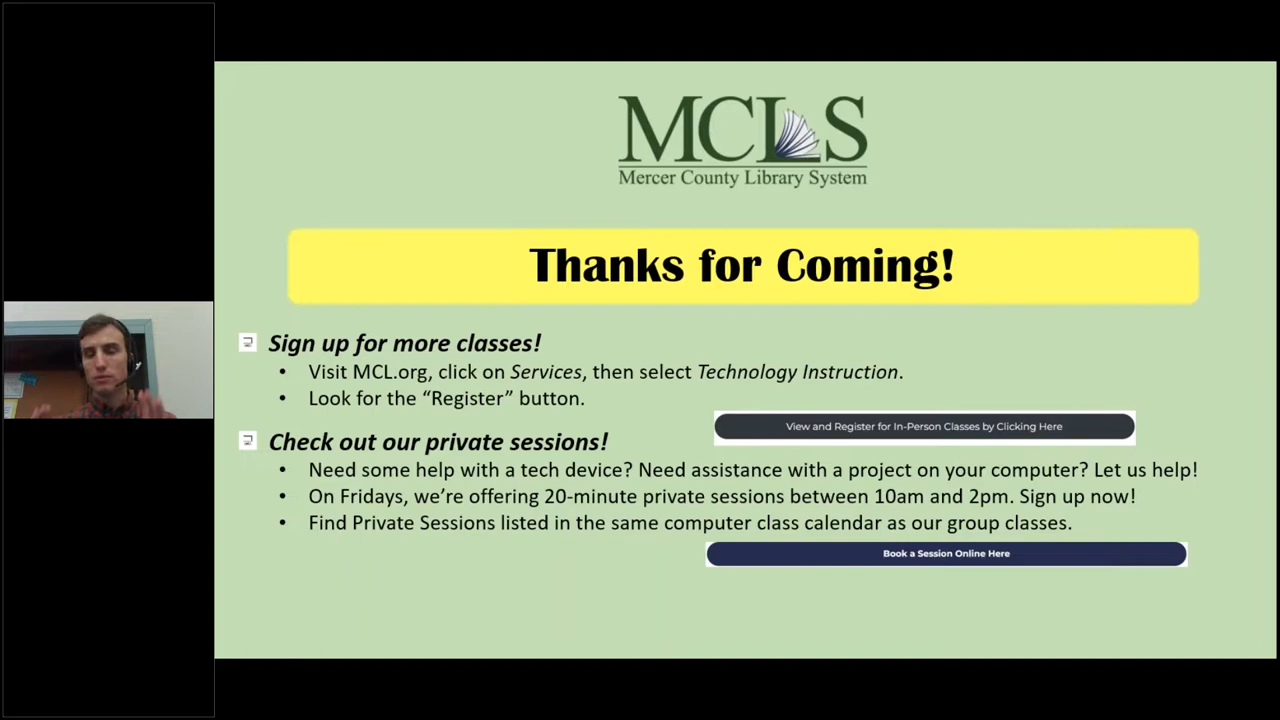 MCLS
Mercer County Library System
Thanks for Coming!
Sign up for more classes!
• Visit MCL.org, click on Services, then select Technology Instruction.
• Look for the “Register” button.
View and Register for In-Person Classes by Clicking Here
Check out our private sessions!
• Need some help with a tech device? Need assistance with a project on your computer? Let us help!
• On Fridays, we’re offering 20-minute private sessions between 10am and 2pm. Sign up now!
• Find Private Sessions listed in the same computer class calendar as our group classes.
Book a Session Online Here